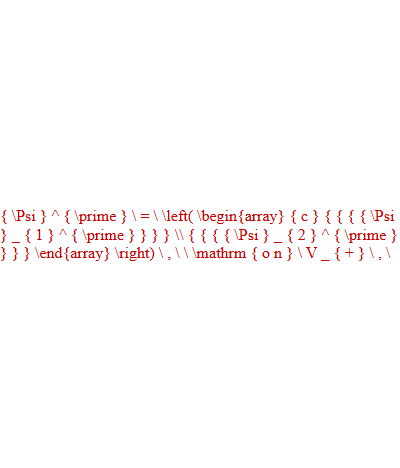 { \Psi } ^ { \prime } \ = \ \left( \begin{array} { c } { { { { \Psi
} _ { 1 } ^ { \prime } } } } \\ { { { { \Psi } _ { 2 } ^ { \prime }
} } } \end{array} \right) \ , \ \ \mathrm { o n } \ V _ { + } \ , \